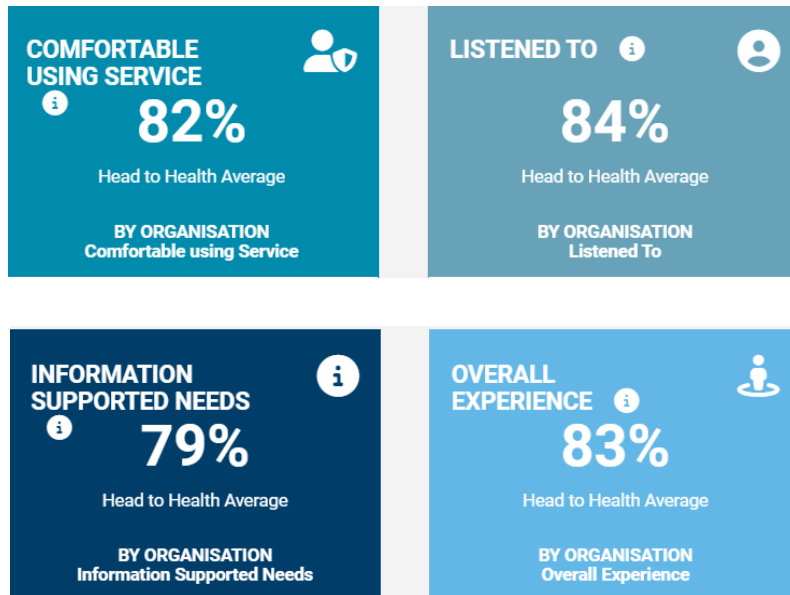 COMFORTABLE
USING SERVICE
82%
Head to Health Average
BY ORGANISATION
Comfortable using Service
LISTENED TO
84%
Head to Health Average
BY ORGANISATION
Listened To
INFORMATION
SUPPORTED NEEDS
79%
Head to Health Average
BY ORGANISATION
Information Supported Needs
OVERALL
EXPERIENCE
83%
Head to Health Average
BY ORGANISATION
Overall Experience